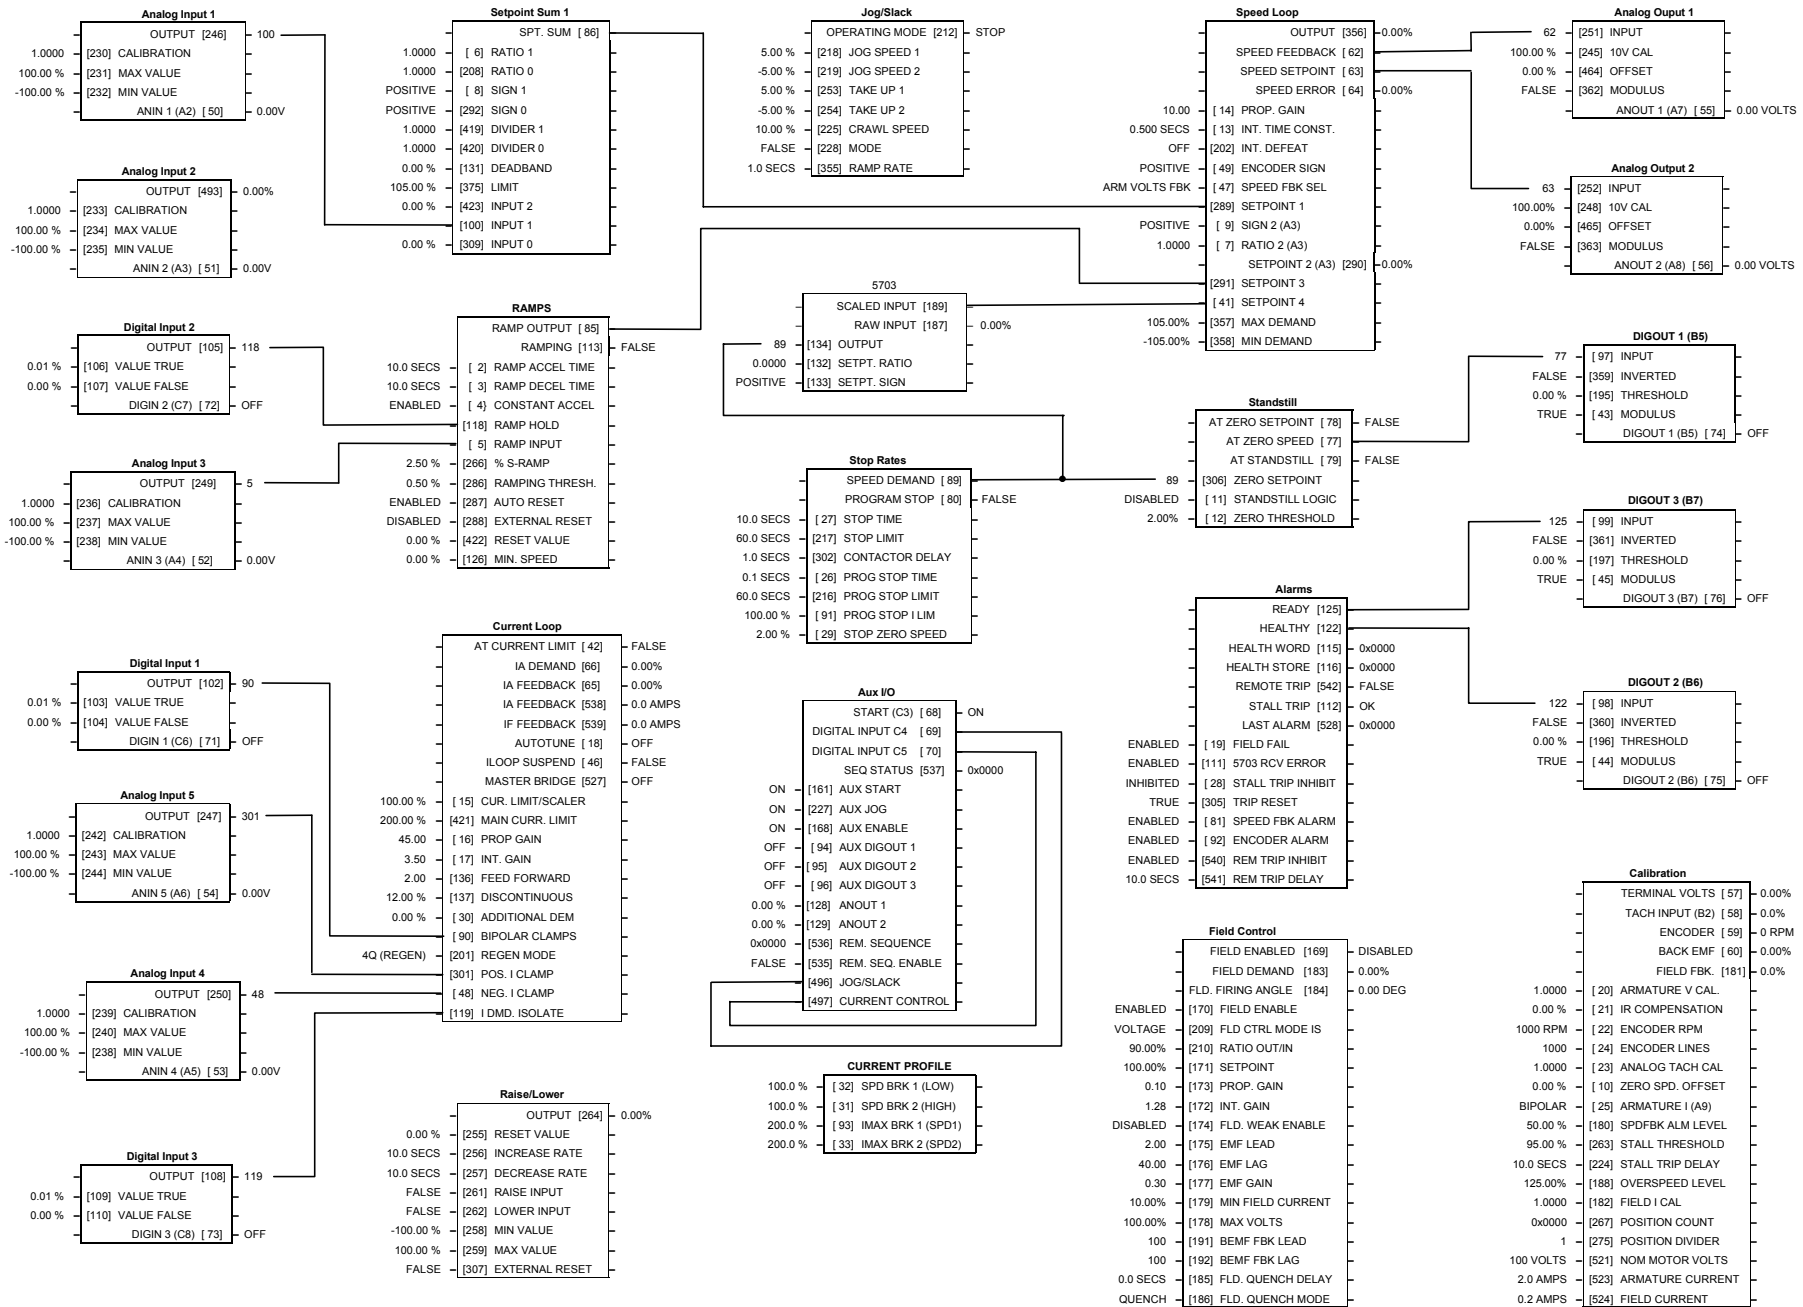 Analog Input 1
OUTPUT [246] 100
1.0000 [230] CALIBRATION
100.00 % [231] MAX VALUE
-100.00 % [232] MIN VALUE
ANIN 1 (A2) [ 50] 0.00V
Analog Input 2
OUTPUT [493] 0.00%
1.0000 [233] CALIBRATION
100.00 % [234] MAX VALUE
-100.00 % [235] MIN VALUE
ANIN 2 (A3) [ 51] 0.00V
Digital Input 2
OUTPUT [105] 118
0.01 % [106] VALUE TRUE
0.00 % [107] VALUE FALSE
DIGIN 2 (C7) [ 72] OFF
Analog Input 3
OUTPUT [249] 5
1.0000 [236] CALIBRATION
100.00 % [237] MAX VALUE
-100.00 % [238] MIN VALUE
ANIN 3 (A4) [ 52] 0.00V
Digital Input 1
OUTPUT [102] 90
0.01 % [103] VALUE TRUE
0.00 % [104] VALUE FALSE
DIGIN 1 (C6) [ 71] OFF
Analog Input 5
OUTPUT [247] 301
1.0000 [242] CALIBRATION
100.00 % [243] MAX VALUE
-100.00 % [244] MIN VALUE
ANIN 5 (A6) [ 54] 0.00V
Analog Input 4
OUTPUT [250] 48
1.0000 [239] CALIBRATION
100.00 % [240] MAX VALUE
-100.00 % [238] MIN VALUE
ANIN 4 (A5) [ 53] 0.00V
Digital Input 3
OUTPUT [108] 119
0.01 % [109] VALUE TRUE
0.00 % [110] VALUE FALSE
DIGIN 3 (C8) [ 73] OFF
Setpoint Sum 1
SPT. SUM [ 86]
1.0000 [ 6] RATIO 1
1.0000 [208] RATIO 0
POSITIVE [ 8] SIGN 1
POSITIVE [292] SIGN 0
1.0000 [419] DIVIDER 1
1.0000 [420] DIVIDER 0
0.00 % [131] DEADBAND
105.00 % [375] LIMIT
0.00 % [423] INPUT 2
[100] INPUT 1
0.00 % [309] INPUT 0
RAMPS
RAMP OUTPUT [ 85]
RAMPING [113] FALSE
10.0 SECS [ 2] RAMP ACCEL TIME
10.0 SECS [ 3] RAMP DECEL TIME
ENABLED [ 4} CONSTANT ACCEL
[118] RAMP HOLD
[ 5] RAMP INPUT
2.50 % [266] % S-RAMP
0.50 % [286] RAMPING THRESH.
ENABLED [287] AUTO RESET
DISABLED [288] EXTERNAL RESET
0.00 % [422] RESET VALUE
0.00 % [126] MIN. SPEED
Current Loop
AT CURRENT LIMIT [ 42] FALSE
IA DEMAND [66] 0.00%
IA FEEDBACK [65] 0.00%
IA FEEDBACK [538] 0.0 AMPS
IF FEEDBACK [539] 0.0 AMPS
AUTOTUNE [ 18] OFF
ILOOP SUSPEND [ 46] FALSE
MASTER BRIDGE [527] OFF
100.00 % [ 15] CUR. LIMIT/SCALER
200.00 % [421] MAIN CURR. LIMIT
45.00 [ 16] PROP GAIN
3.50 [ 17] INT. GAIN
2.00 [136] FEED FORWARD
12.00 % [137] DISCONTINUOUS
0.00 % [ 30] ADDITIONAL DEM
[ 90] BIPOLAR CLAMPS
4Q (REGEN) [201] REGEN MODE
[301] POS. I CLAMP
[ 48] NEG. I CLAMP
[119] I DMD. ISOLATE
Raise/Lower
OUTPUT [264] 0.00%
0.00 % [255] RESET VALUE
10.0 SECS [256] INCREASE RATE
10.0 SECS [257] DECREASE RATE
FALSE [261] RAISE INPUT
FALSE [262] LOWER INPUT
-100.00 % [258] MIN VALUE
100.00 % [259] MAX VALUE
FALSE [307] EXTERNAL RESET
Jog/Slack
OPERATING MODE [212] STOP
5.00 % [218] JOG SPEED 1
-5.00 % [219] JOG SPEED 2
5.00 % [253] TAKE UP 1
-5.00 % [254] TAKE UP 2
10.00 % [225] CRAWL SPEED
FALSE [228] MODE
1.0 SECS [355] RAMP RATE
5703
SCALED INPUT [189]
RAW INPUT [187] 0.00%
89 [134] OUTPUT
0.0000 [132] SETPT. RATIO
POSITIVE [133] SETPT. SIGN
Stop Rates
SPEED DEMAND [ 89]
PROGRAM STOP [ 80] FALSE
10.0 SECS [ 27] STOP TIME
60.0 SECS [217] STOP LIMIT
1.0 SECS [302] CONTACTOR DELAY
0.1 SECS [ 26] PROG STOP TIME
60.0 SECS [216] PROG STOP LIMIT
100.00 % [ 91] PROG STOP I LIM
2.00 % [ 29] STOP ZERO SPEED
Aux I/O
START (C3) [ 68] ON
DIGITAL INPUT C4 [ 69]
DIGITAL INPUT C5 [ 70]
SEQ STATUS [537] 0x0000
ON [161] AUX START
ON [227] AUX JOG
ON [168] AUX ENABLE
OFF [ 94] AUX DIGOUT 1
OFF [ 95] AUX DIGOUT 2
OFF [ 96] AUX DIGOUT 3
0.00 % [128] ANOUT 1
0.00 % [129] ANOUT 2
0x0000 [536] REM. SEQUENCE
FALSE [535] REM. SEQ. ENABLE
[496] JOG/SLACK
[497] CURRENT CONTROL
CURRENT PROFILE
100.0 % [ 32] SPD BRK 1 (LOW)
100.0 % [ 31] SPD BRK 2 (HIGH)
200.0 % [ 93] IMAX BRK 1 (SPD1)
200.0 % [ 33] IMAX BRK 2 (SPD2)
Speed Loop
OUTPUT [356] 0.00%
SPEED FEEDBACK [ 62]
SPEED SETPOINT [ 63]
SPEED ERROR [ 64] 0.00%
10.00 [ 14] PROP. GAIN
0.500 SECS [ 13] INT. TIME CONST.
OFF [202] INT. DEFEAT
POSITIVE [ 49] ENCODER SIGN
ARM VOLTS FBK [ 47] SPEED FBK SEL
[289] SETPOINT 1
POSITIVE [ 9] SIGN 2 (A3)
1.0000 [ 7] RATIO 2 (A3)
SETPOINT 2 (A3) [290] 0.00%
[291] SETPOINT 3
[ 41] SETPOINT 4
105.00% [357] MAX DEMAND
-105.00% [358] MIN DEMAND
Standstill
AT ZERO SETPOINT [ 78] FALSE
AT ZERO SPEED [ 77]
AT STANDSTILL [ 79] FALSE
89 [306] ZERO SETPOINT
DISABLED [ 11] STANDSTILL LOGIC
2.00% [ 12] ZERO THRESHOLD
Alarms
READY [125]
HEALTHY [122]
HEALTH WORD [115] 0x0000
HEALTH STORE [116] 0x0000
REMOTE TRIP [542] FALSE
STALL TRIP [112] OK
LAST ALARM [528] 0x0000
ENABLED [ 19] FIELD FAIL
ENABLED [111] 5703 RCV ERROR
INHIBITED [ 28] STALL TRIP INHIBIT
TRUE [305] TRIP RESET
ENABLED [ 81] SPEED FBK ALARM
ENABLED [ 92] ENCODER ALARM
ENABLED [540] REM TRIP INHIBIT
10.0 SECS [541] REM TRIP DELAY
Field Control
FIELD ENABLED [169] DISABLED
FIELD DEMAND [183] 0.00%
FLD. FIRING ANGLE [184] 0.00 DEG
ENABLED [170] FIELD ENABLE
VOLTAGE [209] FLD CTRL MODE IS
90.00% [210] RATIO OUT/IN
100.00% [171] SETPOINT
0.10 [173] PROP. GAIN
1.28 [172] INT. GAIN
DISABLED [174] FLD. WEAK ENABLE
2.00 [175] EMF LEAD
40.00 [176] EMF LAG
0.30 [177] EMF GAIN
10.00% [179] MIN FIELD CURRENT
100.00% [178] MAX VOLTS
100 [191] BEMF FBK LEAD
100 [192] BEMF FBK LAG
0.0 SECS [185] FLD. QUENCH DELAY
QUENCH [186] FLD. QUENCH MODE
Analog Ouput 1
62 [251] INPUT
100.00 % [245] 10V CAL
0.00 % [464] OFFSET
FALSE [362] MODULUS
ANOUT 1 (A7) [ 55] 0.00 VOLTS
Analog Output 2
63 [252] INPUT
100.00% [248] 10V CAL
0.00% [465] OFFSET
FALSE [363] MODULUS
ANOUT 2 (A8) [ 56] 0.00 VOLTS
DIGOUT 1 (B5)
77 [ 97] INPUT
FALSE [359] INVERTED
0.00 % [195] THRESHOLD
TRUE [ 43] MODULUS
DIGOUT 1 (B5) [ 74] OFF
DIGOUT 3 (B7)
125 [ 99] INPUT
FALSE [361] INVERTED
0.00 % [197] THRESHOLD
TRUE [ 45] MODULUS
DIGOUT 3 (B7) [ 76] OFF
DIGOUT 2 (B6)
122 [ 98] INPUT
FALSE [360] INVERTED
0.00 % [196] THRESHOLD
TRUE [ 44] MODULUS
DIGOUT 2 (B6) [ 75] OFF
Calibration
TERMINAL VOLTS [ 57] 0.00%
TACH INPUT (B2) [ 58] 0.0%
ENCODER [ 59] 0 RPM
BACK EMF [ 60] 0.00%
FIELD FBK. [181] 0.0%
1.0000 [ 20] ARMATURE V CAL.
0.00 % [ 21] IR COMPENSATION
1000 RPM [ 22] ENCODER RPM
1000 [ 24] ENCODER LINES
1.0000 [ 23] ANALOG TACH CAL
0.00 % [ 10] ZERO SPD. OFFSET
BIPOLAR [ 25] ARMATURE I (A9)
50.00 % [180] SPDFBK ALM LEVEL
95.00 % [263] STALL THRESHOLD
10.0 SECS [224] STALL TRIP DELAY
125.00% [188] OVERSPEED LEVEL
1.0000 [182] FIELD I CAL
0x0000 [267] POSITION COUNT
1 [275] POSITION DIVIDER
100 VOLTS [521] NOM MOTOR VOLTS
2.0 AMPS [523] ARMATURE CURRENT
0.2 AMPS [524] FIELD CURRENT